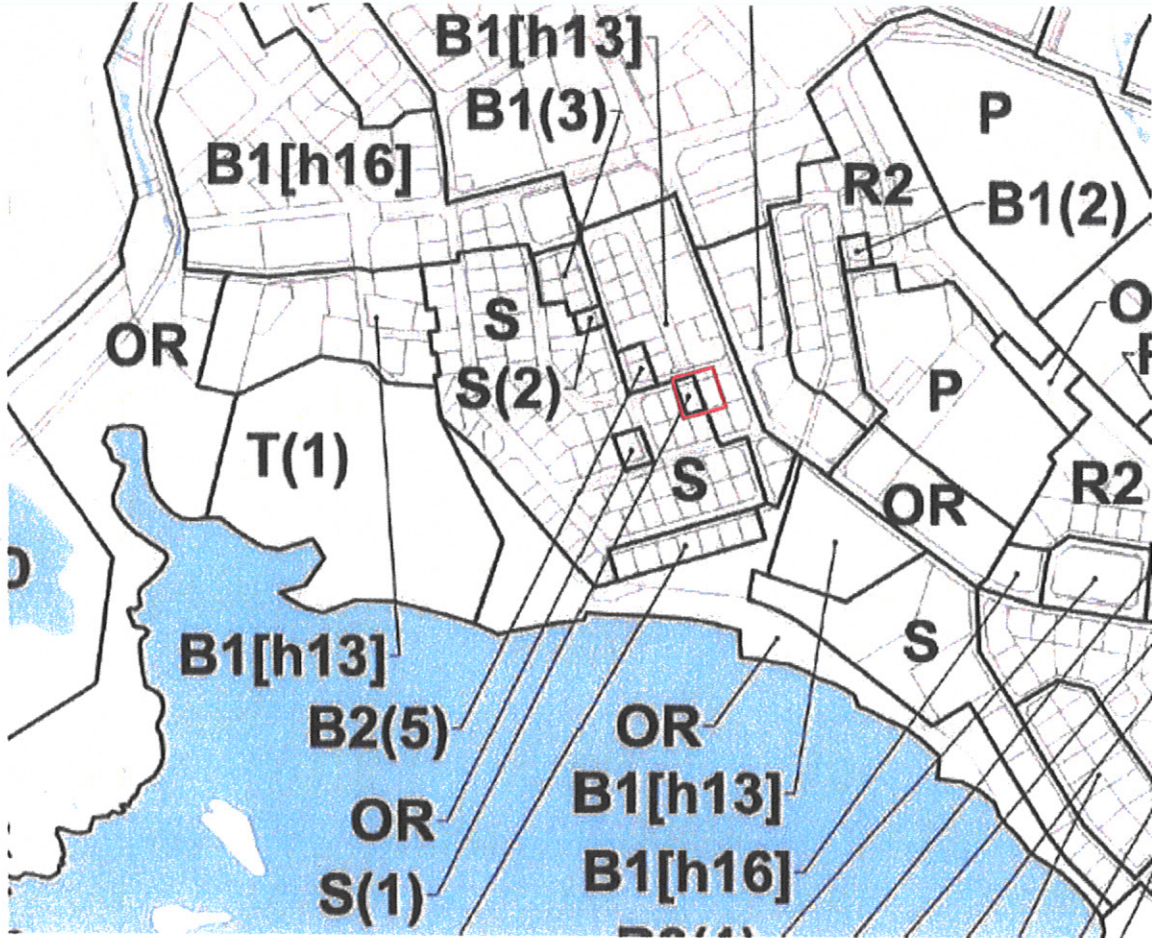 B1[h13]
B1(3)
P
B1[h16]
R2
B1(2)
S
OR
S(2)
P
T(1)
S
R2
OR
B1[h13]
S
B2(5)
OR
B1[h13]
OR
B1[h16]
S(1)